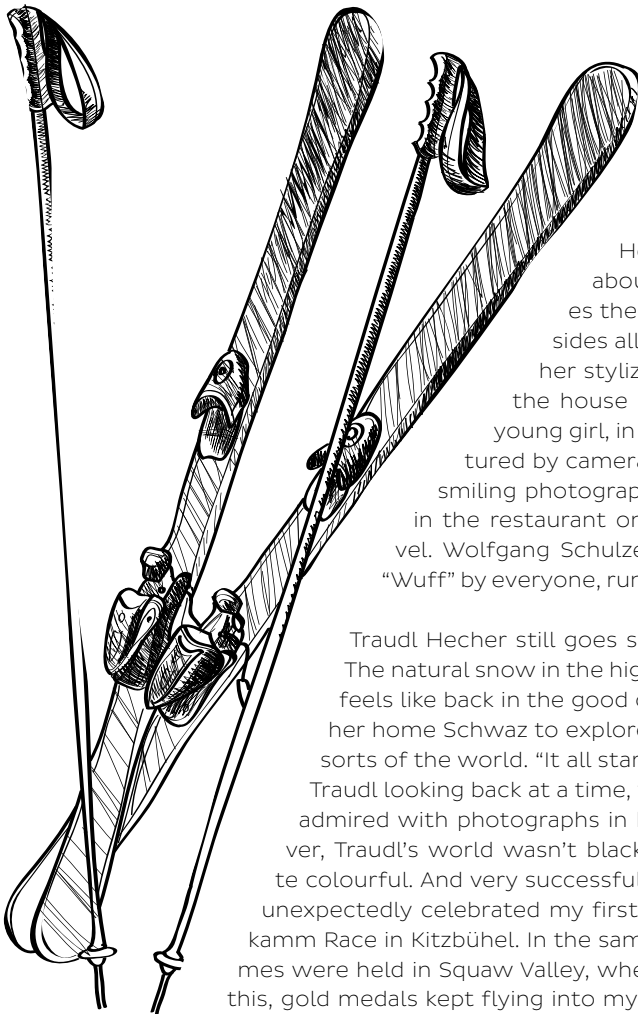 He
abou
es the
sides all
her styliz
the house
young girl, in
tured by camera
smiling photograp
in the restaurant or
vel. Wolfgang Schulze
“Wuff” by everyone, run
Traudl Hecher still goes s
The natural snow in the hig
feels like back in the good o
her home Schwaz to explore
sorts of the world. “It all star
Traudl looking back at a time,
admired with photographs in
ver, Traudl’s world wasn’t black
te colourful. And very successful
unexpectedly celebrated my first
kamm Race in Kitzbühel. In the sam
mes were held in Squaw Valley, whe
this, gold medals kept flying into my